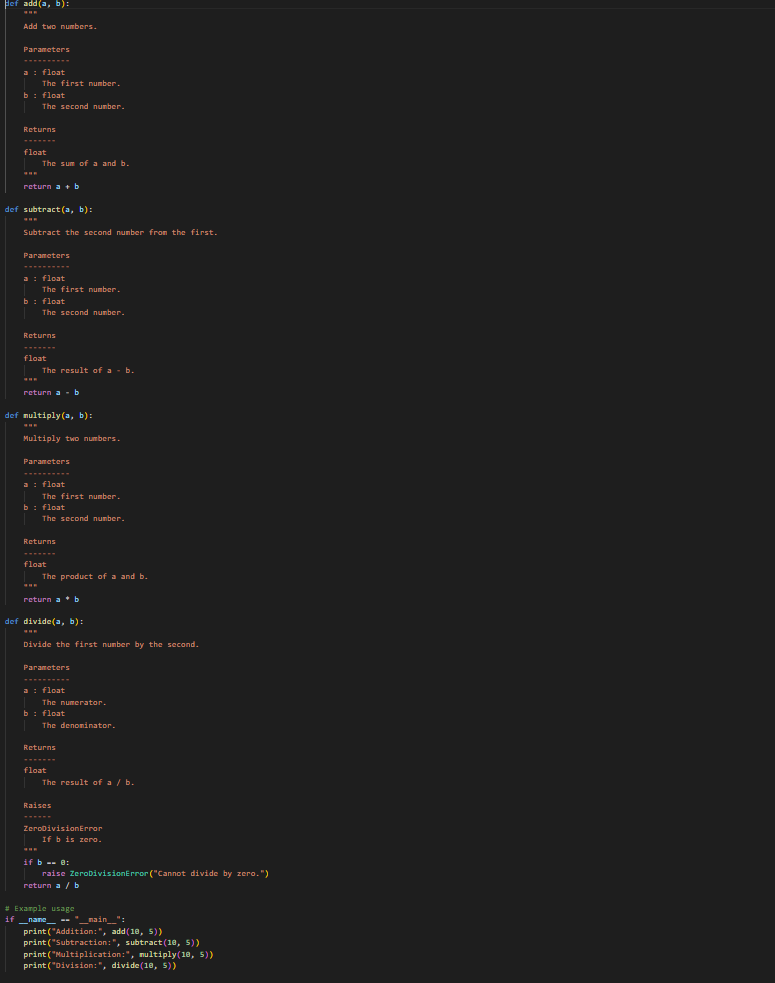 def add(a, b):
    """
    Add two numbers.

    Parameters
    ----------
    a : float
        The first number.
    b : float
        The second number.

    Returns
    -------
    float
        The sum of a and b.
    """
    return a + b

def subtract(a, b):
    """
    Subtract the second number from the first.

    Parameters
    ----------
    a : float
        The first number.
    b : float
        The second number.

    Returns
    -------
    float
        The result of a - b.
    """
    return a - b

def multiply(a, b):
    """
    Multiply two numbers.

    Parameters
    ----------
    a : float
        The first number.
    b : float
        The second number.

    Returns
    -------
    float
        The product of a and b.
    """
    return a * b

def divide(a, b):
    """
    Divide the first number by the second.

    Parameters
    ----------
    a : float
        The numerator.
    b : float
        The denominator.

    Returns
    -------
    float
        The result of a / b.

    Raises
    ------
    ZeroDivisionError
        If b is zero.
    """
    if b == 0:
        raise ZeroDivisionError("Cannot divide by zero.")
    return a / b

# Example usage
if __name__ == "__main__":
    print("Addition:", add(10, 5))
    print("Subtraction:", subtract(10, 5))
    print("Multiplication:", multiply(10, 5))
    print("Division:", divide(10, 5))